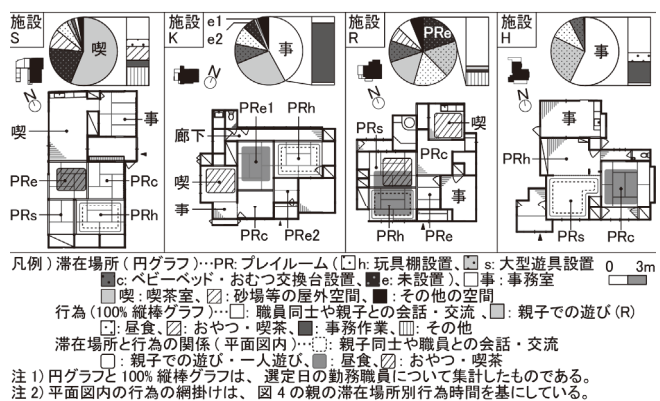 施設
S
喫
施設
K
e1
e2
事
施設
R
PRe
施設
H
事
N
N
N
N
喫
事
PRe
PRc
PRs
PRh
PRe1
PRh
廊下
喫
事
PRc
PRe2
PRs
喫
PRc
事
PRh
PRe
PRh
PRs
PRc
凡例）滞在場所（円グラフ）…PR:プレイルーム（h:玩具棚設置、s:大型遊具設置
0 3m
c:ベビーベッド・おむつ交換台設置、e:未設置）、事:事務室
喫:喫茶室、:砂場等の屋外空間、:その他の空間
行為（100%縦棒グラフ）…:職員同士や親子との会話・交流、:親子での遊び(R)
:昼食、:おやつ・喫茶、:事務作業、:その他
滞在場所と行為の関係（平面図内）…:親子同士や職員との会話・交流
:親子での遊び・一人遊び、:昼食、:おやつ・喫茶
注1）円グラフと100%縦棒グラフは、選定日の勤務職員について集計したものである。
注2）平面図内の行為の網掛けは、図4の親の滞在場所別行為時間を基にしている。